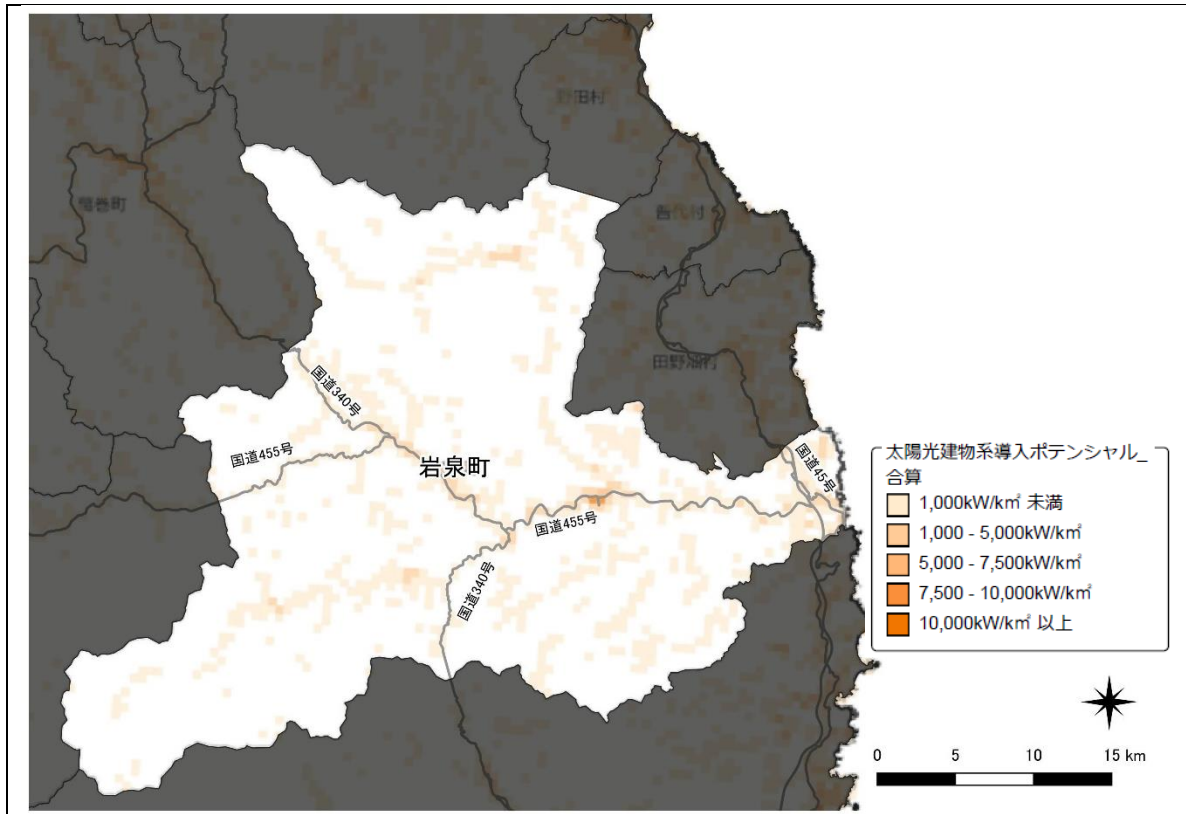 野田村
葛巻町
普代村
田野畑村
国道340号
国道455号
岩泉町
国道45号
国道455号
国道340号
太陽光建物系導入ポテンシャル_
合算
1,000kW/k㎡ 未満
1,000 - 5,000kW/k㎡
5,000 - 7,500kW/k㎡
7,500 - 10,000kW/k㎡
10,000kW/k㎡ 以上
0 5 10 15 km